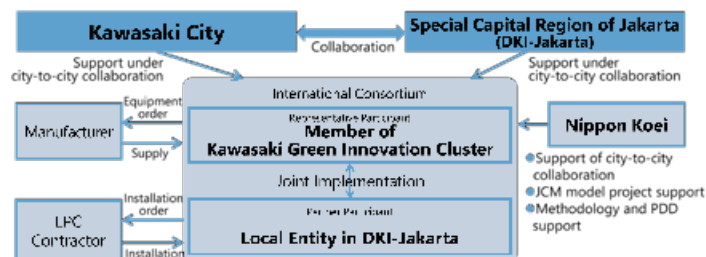 Kawasaki City
Special Capital Region of Jakarta
(DKI-Jakarta)
Collaboration
Support under
city-to-city collaboration
Support under
city-to-city collaboration
International Consortium
Equipment
order
Manufacturer
Supply
Representative Participant
Member of
Kawasaki Green Innovation Cluster
Nippon Koei
Support of city-to-city
collaboration
JCM model project support
Methodology and PDD
support
Joint Implementation
Installation
order
Contractor
Installation
Partner Participant
Local Entity in DKI-Jakarta